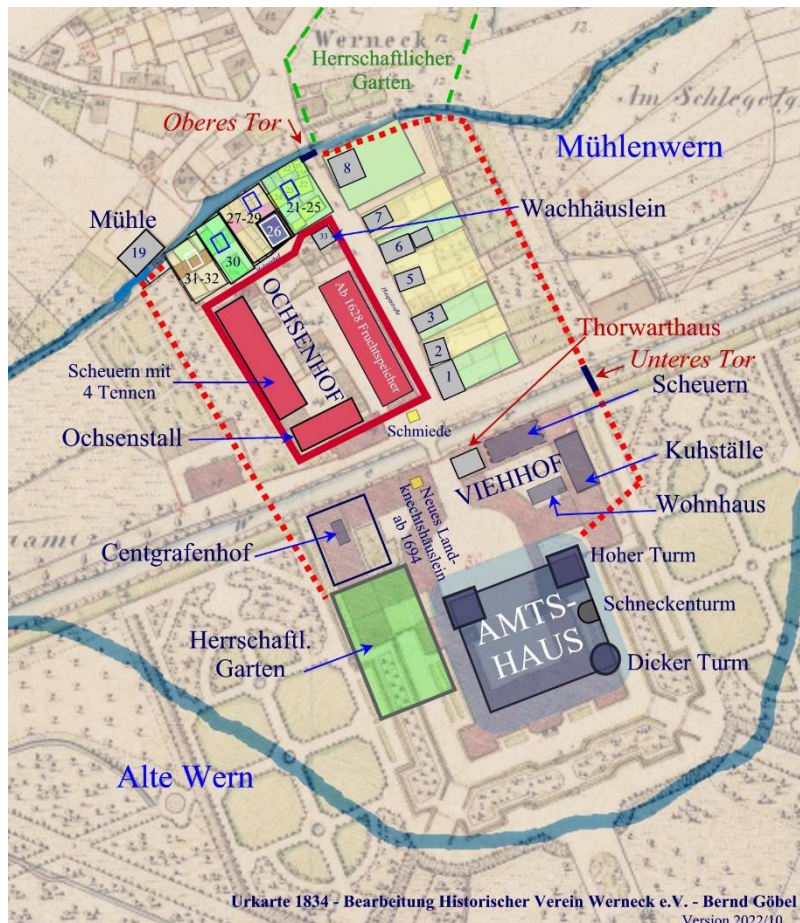 Werneck
Herrschaftlicher
Garten
Im Schlegelg
Oberes Tor
Mühlenwern
8
Mühle
27-29
21-25
26
Wachhäuslein
19
30
31-32
33
7
6
5
3
2
1
OCHSENHOF
Ab 1628 Fruchtspeicher
Hauptstraße
Thorwarthaus
Unteres Tor
Scheuern mit
4 Tennen
Scheuern
Ochsenstall
Schmiede
Kuhställe
VIEHHOF
Wohnhaus
Neues Land-
knechtshäuslein
ab 1694
Centgrafenhof
Hoher Turm
Schneckenturm
AMTS-
HAUS
Herrschaftl.
Garten
Dicker Turm
Alte Wern
Urkarte 1834 - Bearbeitung Historischer Verein Werneck e.V. - Bernd Göbel
Version 2022/10